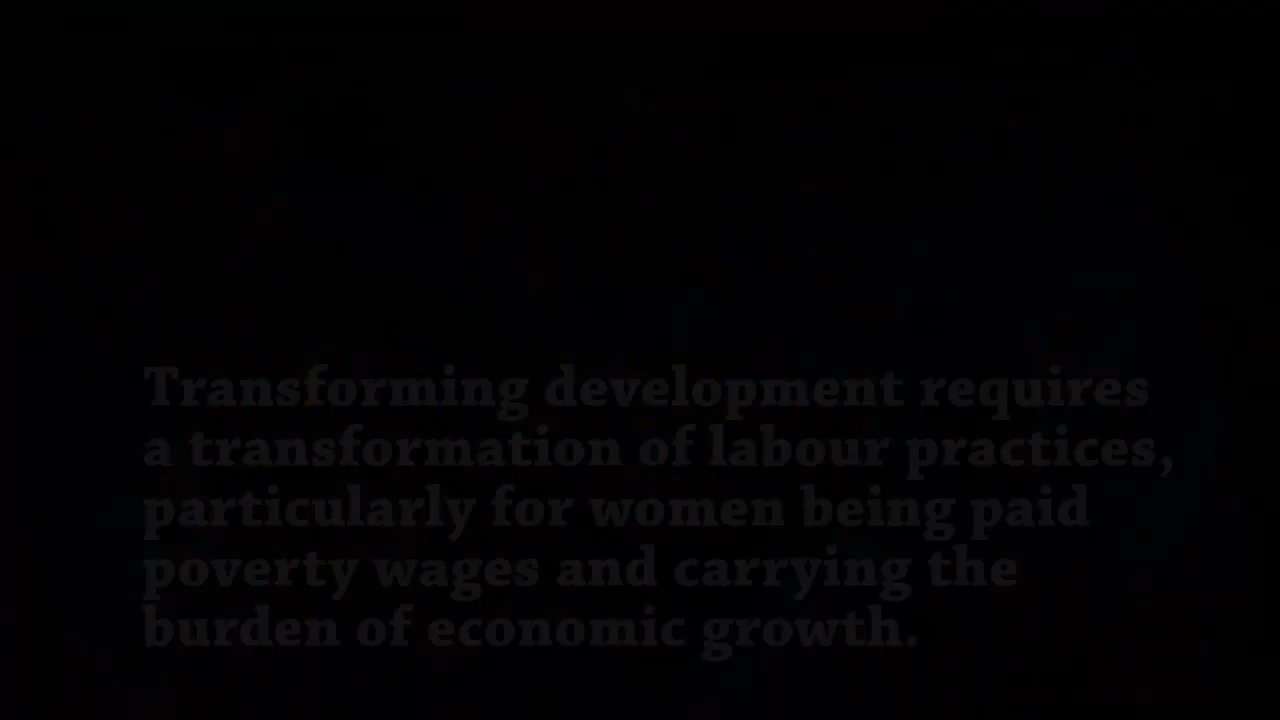 Transforming development requires
a transformation of labour practices,
particularly for women being paid
poverty wages and carrying the
burden of economic growth.